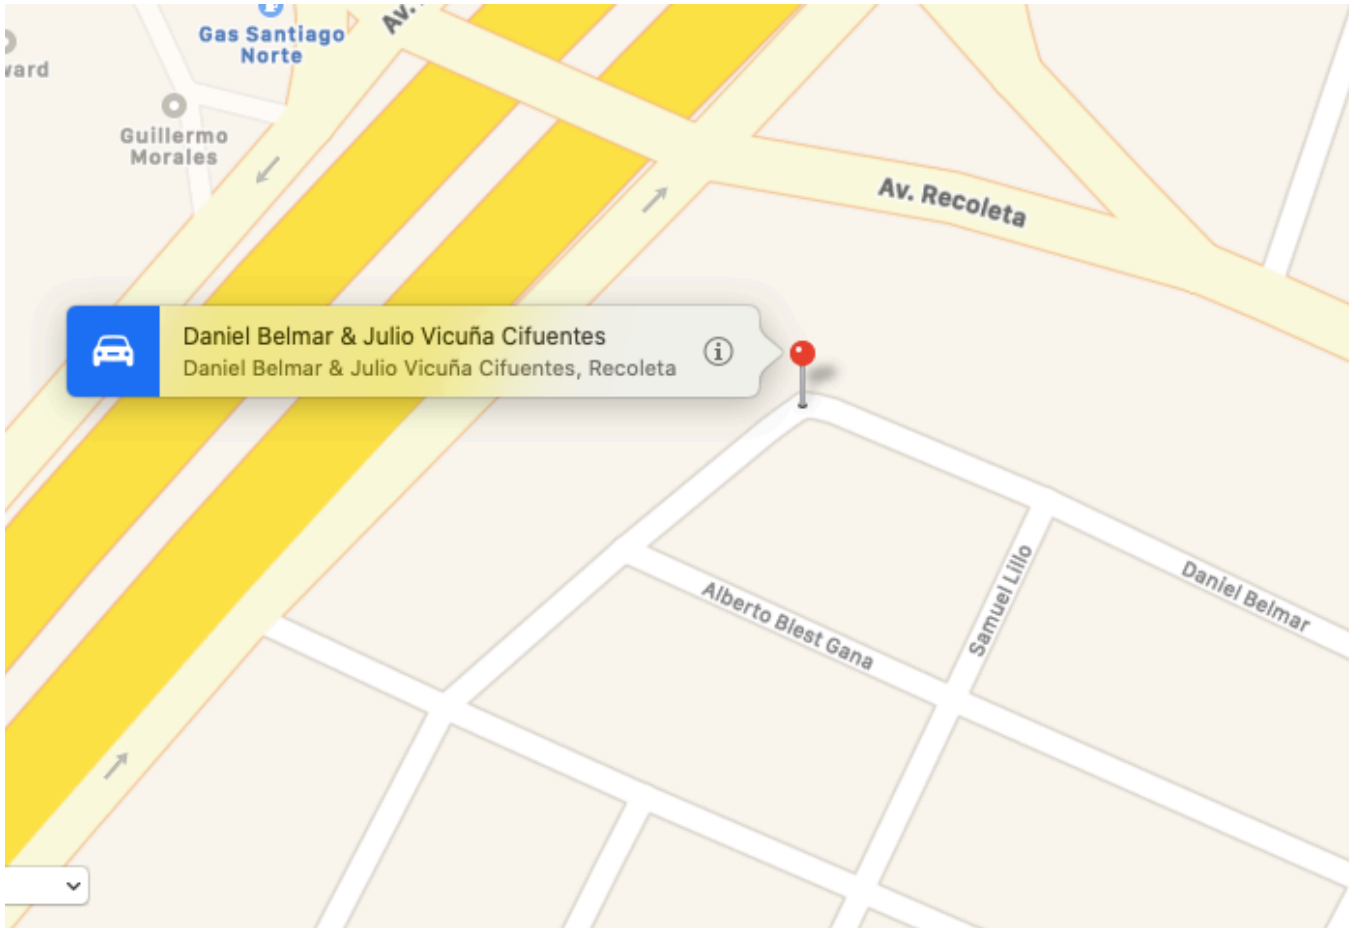 Gas Santiago
Norte
Av.
Guillermo
Morales
Av. Recoleta
Daniel Belmar & Julio Vicuña Cifuentes
Daniel Belmar & Julio Vicuña Cifuentes, Recoleta
Alberto Blest Gana
Samuel Lillo
Daniel Belmar